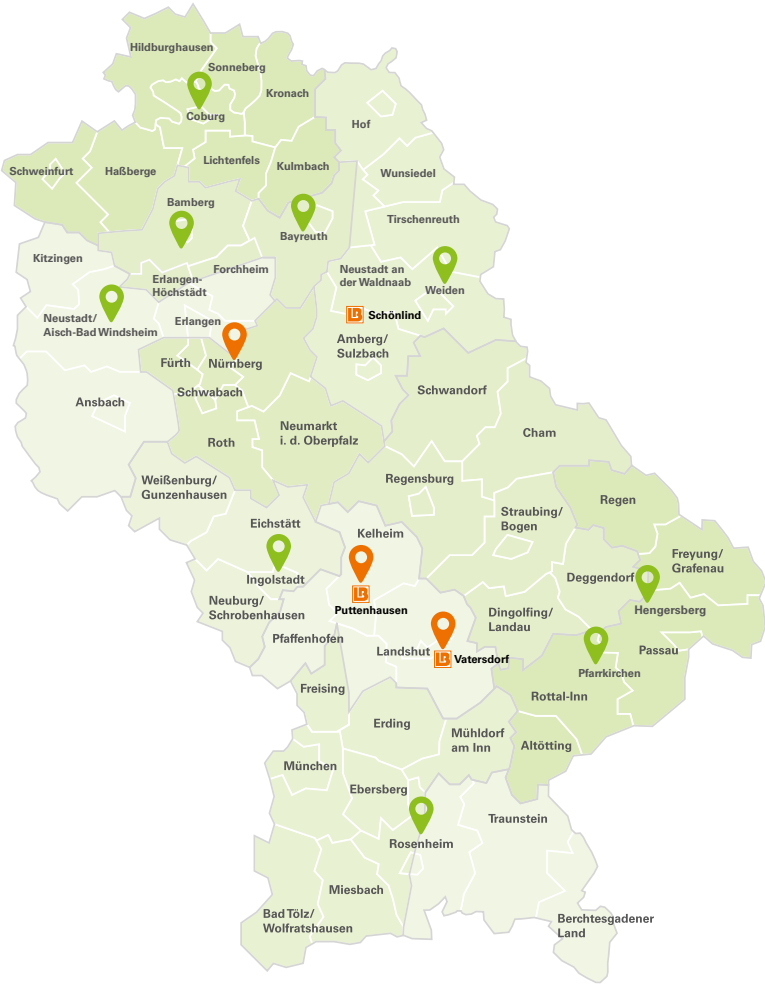 Hildburghausen
Sonneberg
Kronach
Coburg
Hof
Lichtenfels
Kulmbach
Schweinfurt
Haßberge
Wunsiedel
Bamberg
Tirschenreuth
Bayreuth
Kitzingen
Forchheim
Neustadt an
der Waldnaab
Erlangen-
Höchstädt
Weiden
Neustadt/
Aisch-Bad Windsheim
Erlangen
LB Schönlind
Amberg/
Sulzbach
Fürth
Nürnberg
Schwabach
Schwandorf
Ansbach
Neumarkt
i. d. Oberpfalz
Cham
Roth
Weißenburg/
Gunzenhausen
Regensburg
Regen
Straubing/
Bogen
Eichstätt
Kelheim
Freyung/
Grafenau
Ingolstadt
Deggendorf
LB
Puttenhausen
Neuburg/
Schrobenhausen
Hengersberg
Dingolfing/
Landau
Pfaffenhofen
Landshut
LB Vatersdorf
Passau
Pfarrkirchen
Freising
Rottal-Inn
Erding
Mühldorf
am Inn
Altötting
München
Ebersberg
Traunstein
Rosenheim
Miesbach
Bad Tölz/
Wolfratshausen
Berchtesgadener
Land